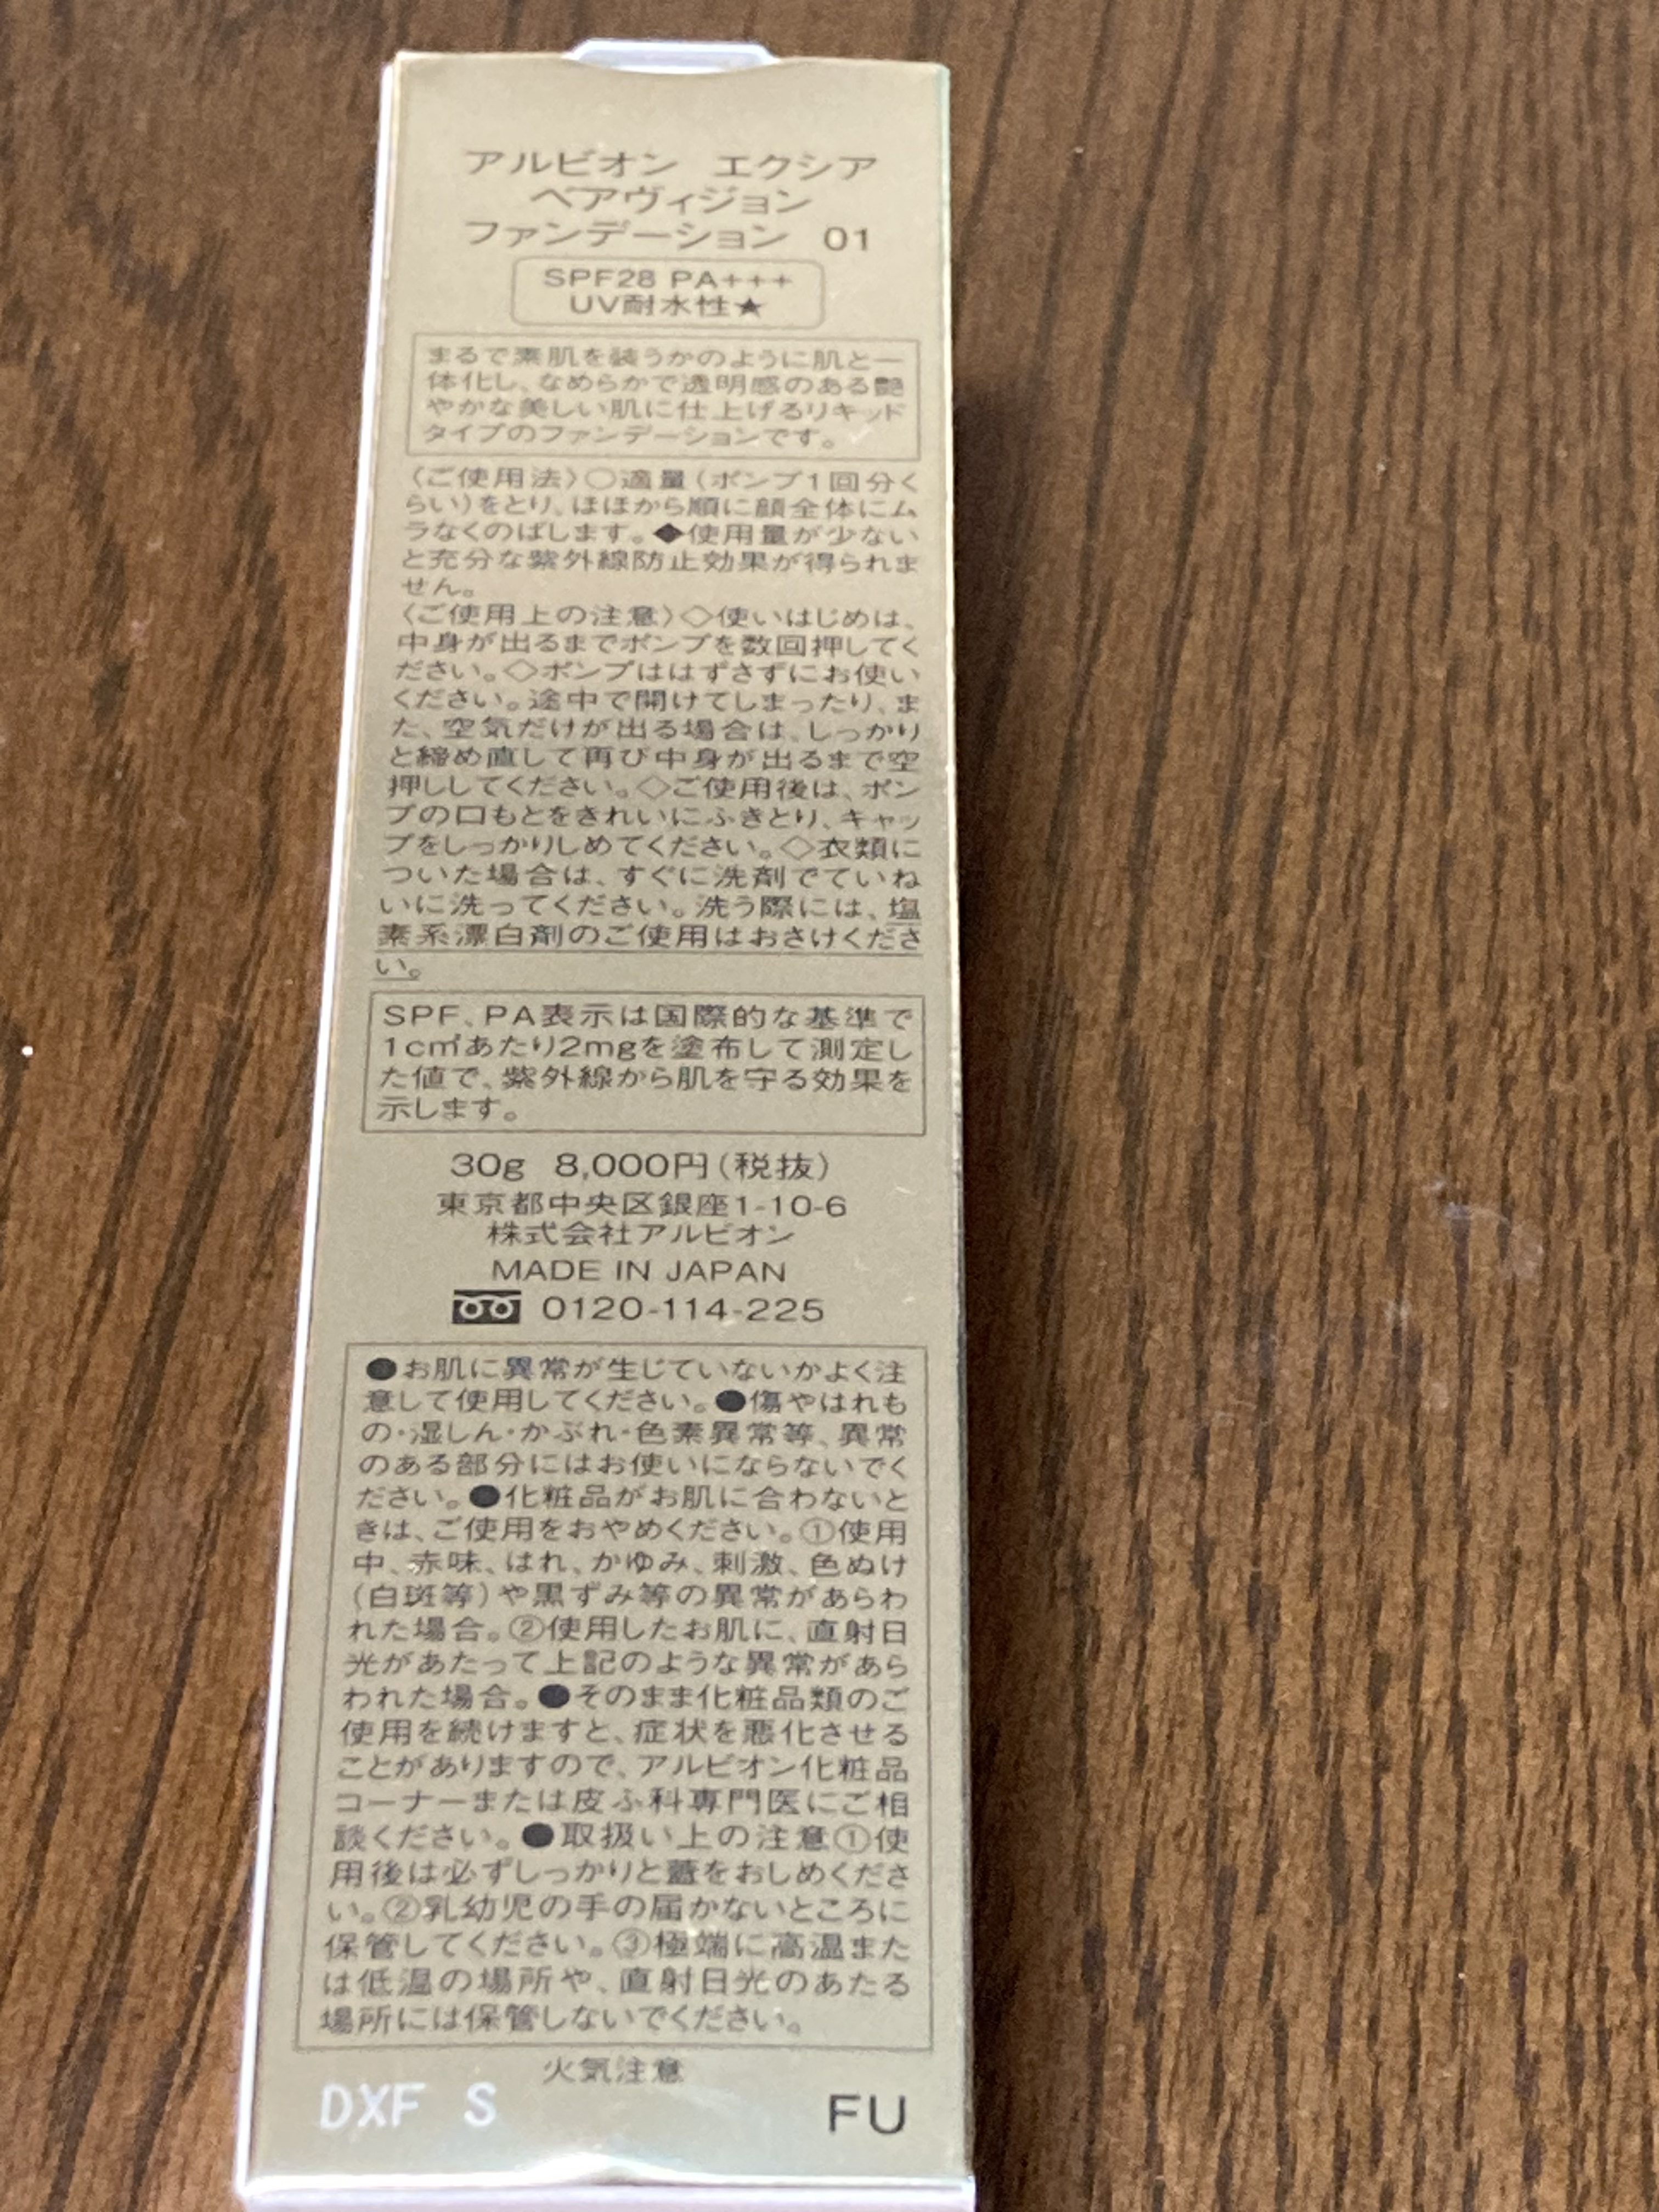 アルビオン エクシア
ベアヴィジョン
ファンデーション 01
SPF28 PA+++
UV耐水性★
まるで素肌を装うかのように肌と一
体化し、なめらかで透明感のある艶
やかな美しい肌に仕上げるリキッド
タイプのファンデーションです。
〈ご使用法〉○適量(ポンプ1回分く
らい)をとり、ほほから順に顔全体にム
ラなくのばします。◆使用量が少ない
と充分な紫外線防止効果が得られま
せん。
〈ご使用上の注意〉◇使いはじめは、
中身が出るまでポンプを数回押してく
ださい。◇ポンプははずさずにお使い
ください。途中で開けてしまったり、ま
た、空気だけが出る場合は、しっかり
と締め直して再び中身が出るまで空
押ししてください。◇ご使用後は、ポン
プの口もとをきれいにふきとり、キャッ
プをしっかりしめてください。◇衣類に
ついた場合は、すぐに洗剤でていね
いに洗ってください。洗う際には、塩
素系漂白剤のご使用はおさけくださ
い。
SPF、PA表示は国際的な基準で
1c㎡あたり2mgを塗布して測定し
た値で、紫外線から肌を守る効果を
示します。
30g 8,000円(税抜)
東京都中央区銀座1-10-6
株式会社アルビオン
MADE IN JAPAN
0120-114-225
●お肌に異常が生じていないかよく注
意して使用してください。●傷やはれも
の・湿しん・かぶれ・色素異常等、異常
のある部分にはお使いにならないでく
ださい。●化粧品がお肌に合わないと
きは、ご使用をおやめください。①使用
中、赤味、はれ、かゆみ、刺激、色ぬけ
(白斑等)や黒ずみ等の異常があらわ
れた場合。②使用したお肌に、直射日
光があたって上記のような異常があら
われた場合。●そのまま化粧品類のご
使用を続けますと、症状を悪化させる
ことがありますので、アルビオン化粧品
コーナーまたは皮ふ科専門医にご相
談ください。●取扱い上の注意①使
用後は必ずしっかりと蓋をおしめくださ
い。②乳幼児の手の届かないところに
保管してください。③極端に高温また
は低温の場所や、直射日光のあたる
場所には保管しないでください。
火気注意
DXF S
FU